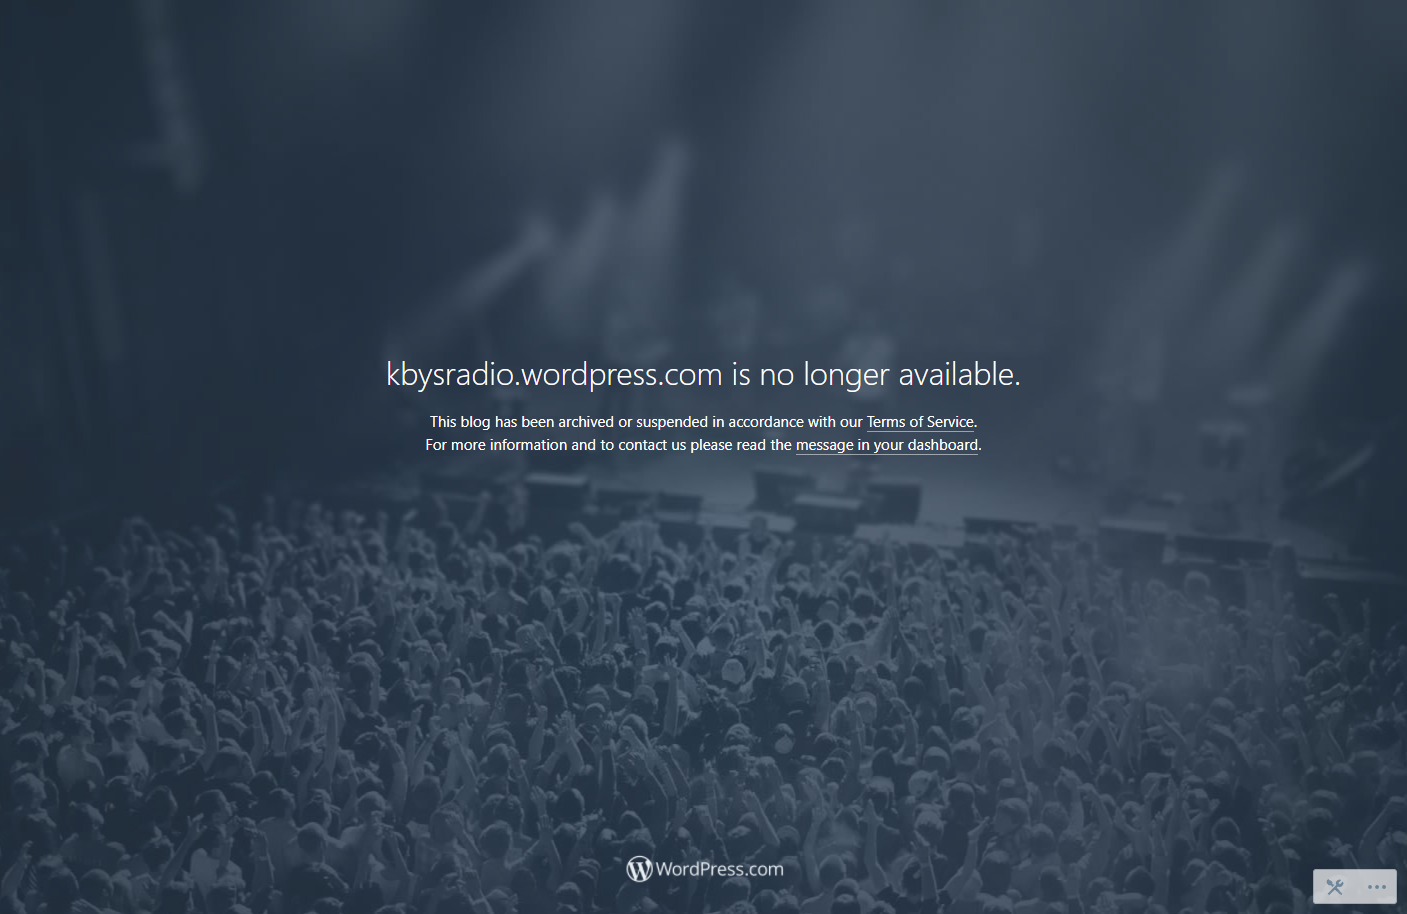 kbysradio.wordpress.com is no longer available.
This blog has been archived or suspended in accordance with our Terms of Service.
For more information and to contact us please read the message in your dashboard.
WordPress.com